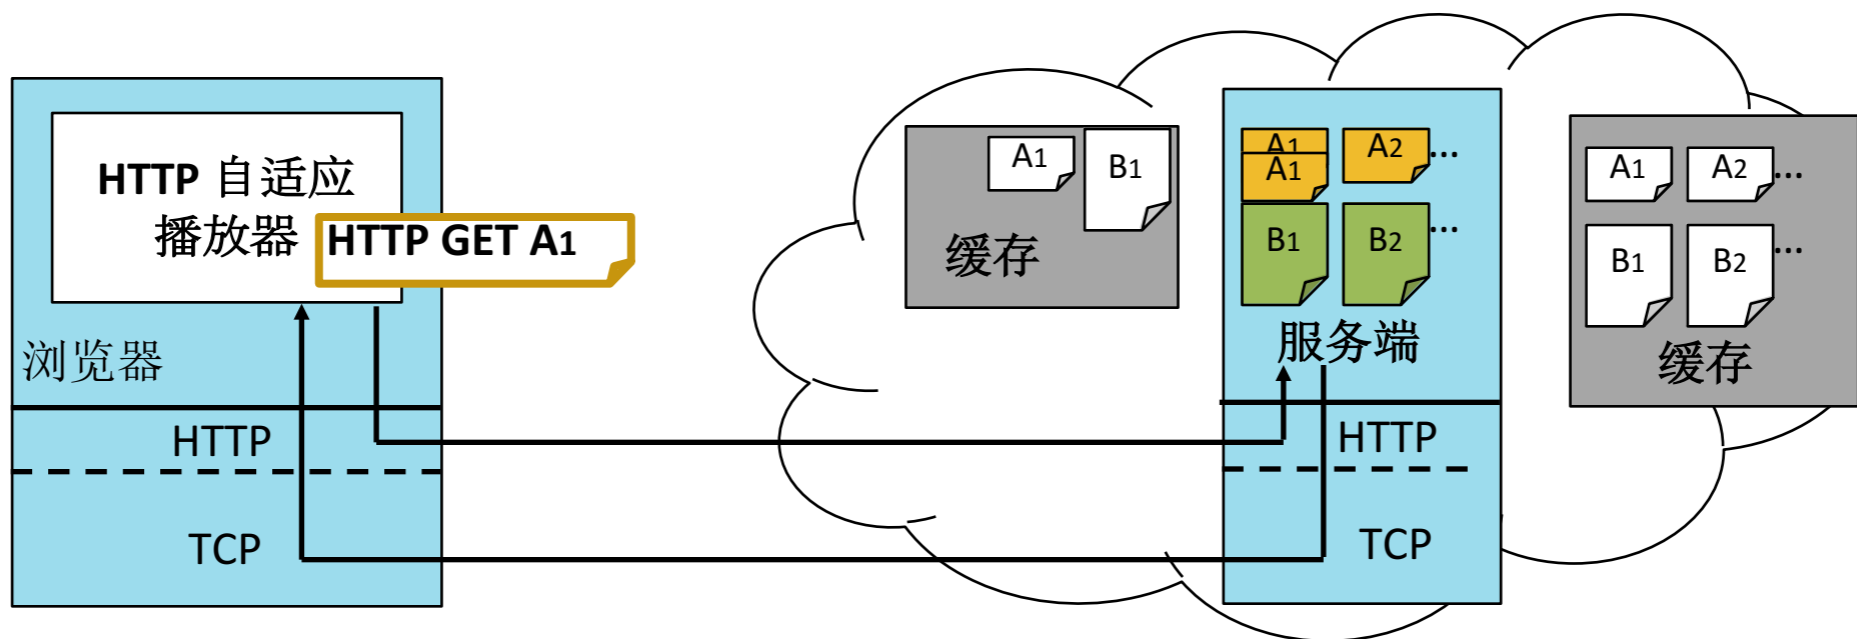 HTTP 自适应
播放器
HTTP GET A1
浏览器
HTTP
TCP
A1
B1
缓存
A1
A1
A2
...
B1
B2
...
服务端
HTTP
TCP
A1
A2
...
B1
B2
...
缓存